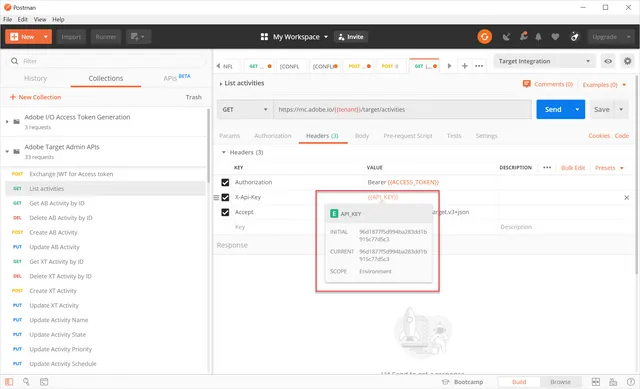 Postman
File Edit View Help
New
Import
Runner
My Workspace
Invite
Upgrade
Filter
History
Collections
APIs BETA
+ New Collection
Trash
Adobe I/O Access Token Generation
3 requests
Adobe Target Admin APIs
33 requests
POST Exchange JWT for Access token
GET List activities
GET Get AB Activity by ID
DEL Delete AB Activity by ID
POST Create AB Activity
PUT Update AB Activity
GET Get XT Activity by ID
DEL Delete XT Activity by ID
POST Create XT Activity
PUT Update XT Activity
PUT Update Activity Name
PUT Update Activity State
PUT Update Activity Priority
PUT Update Activity Schedule
NFL
GET ...
[CONFL
[CONFLI
POST ...
POST ...
GET L...
Target Integration
List activities
Comments (0)
Examples (0)
GET
https://mc.adobe.io/{{tenant}}/target/activities
Send
Save
Params
Authorization
Headers (3)
Body
Pre-request Script
Tests
Settings
Cookies
Code
Headers (3)
KEY
VALUE
DESCRIPTION
Bulk Edit
Presets
Authorization
Bearer {{ACCESS_TOKEN}}
X-Api-Key
{{API_KEY}}
Accept
arget.v3+json
Key
Description
E API_KEY
INITIAL
96d1877f5d994ba283dd1b
915c77d5c3
CURRENT
96d1877f5d994ba283dd1b
915c77d5c3
SCOPE
Environment
Response
Bootcamp
Build
Browse